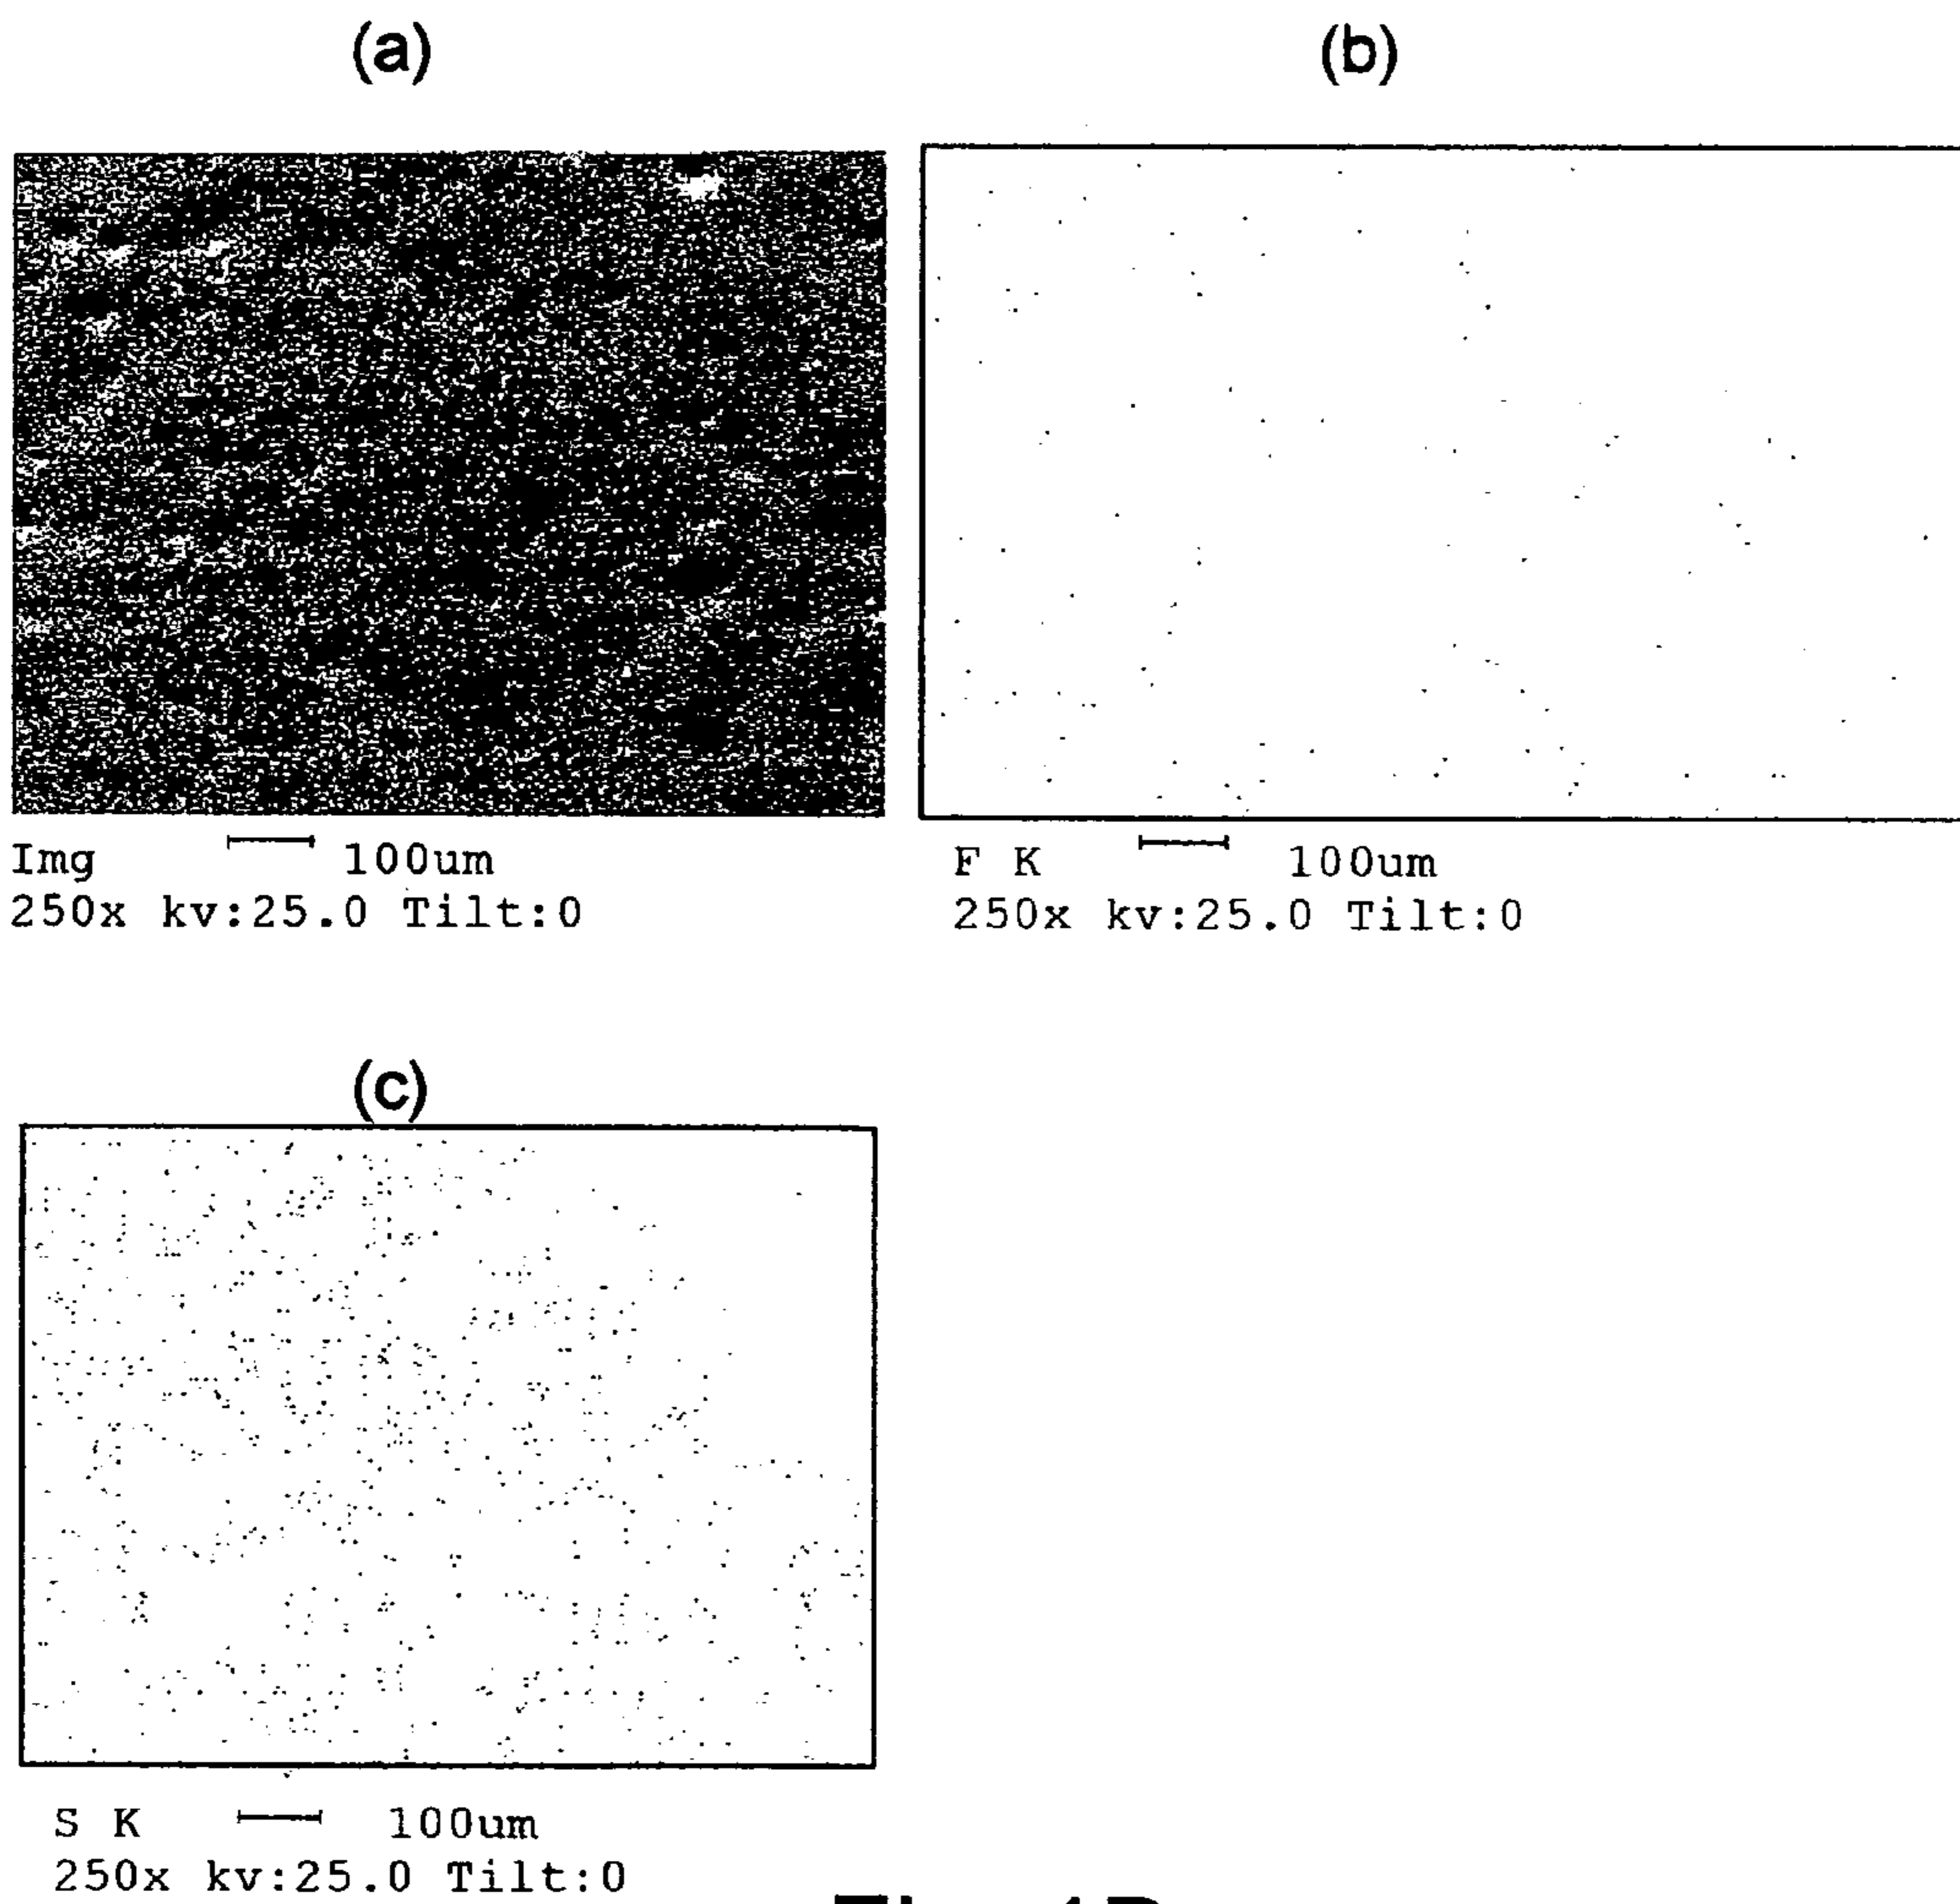 (a)
(b)
Img 100um
250x kv:25.0 Tilt:0
F K 100um
250x kv:25.0 Tilt:0
(c)
S K 100um
250x kv:25.0 Tilt:0